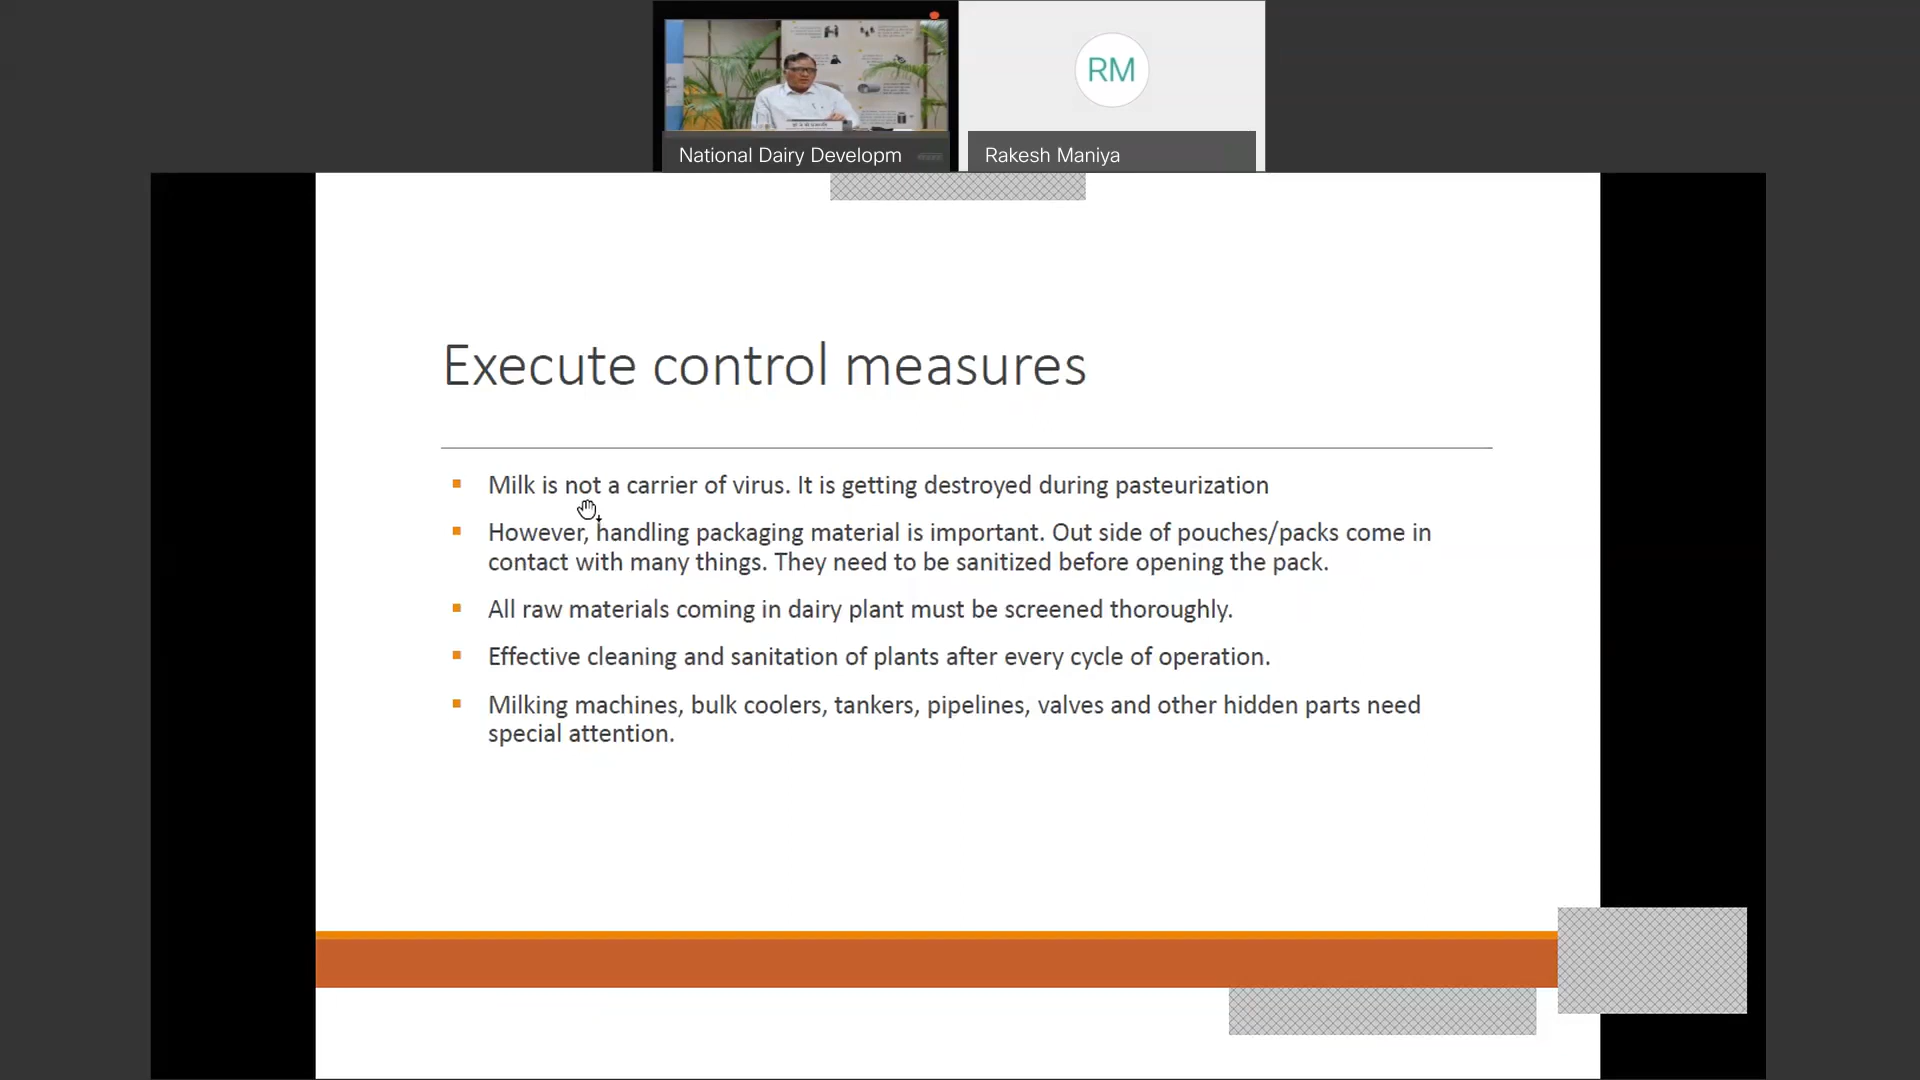 National Dairy Developm
RM
Rakesh Maniya
Execute control measures
Milk is not a carrier of virus. It is getting destroyed during pasteurization
However, handling packaging material is important. Out side of pouches/packs come in
contact with many things. They need to be sanitized before opening the pack.
All raw materials coming in dairy plant must be screened thoroughly.
Effective cleaning and sanitation of plants after every cycle of operation.
Milking machines, bulk coolers, tankers, pipelines, valves and other hidden parts need
special attention.